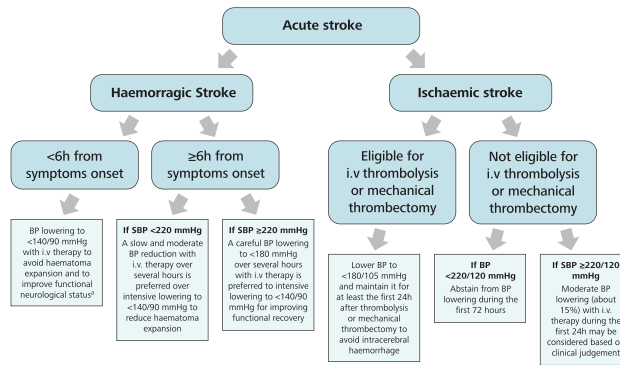 Acute stroke
Haemorragic Stroke
Ischaemic stroke
<6h from
symptoms onset
≥6h from
symptoms onset
Eligible for
i.v thrombolysis
or mechanical
thrombectomy
Not eligible for
i.v thrombolysis
or mechanical
thrombectomy
BP lowering to
<140/90 mmHg
with i.v therapy to
avoid haematoma
expansion and to
improve functional
neurological statusª
If SBP <220 mmHg
A slow and moderate
BP reduction with
i.v. therapy over
several hours is
preferred over
intensive lowering to
<140/90 mmHg to
reduce haematoma
expansion
If SBP ≥220 mmHg
A careful BP lowering
to <180 mmHg
over several hours
with i.v therapy is
preferred to intensive
lowering to <140/90
mmHg for improving
functional recovery
Lower BP to
<180/105 mmHg
and maintain it for
at least the first 24h
after thrombolysis
or mechanical
thrombectomy to
avoid intracerebral
haemorrhage
If BP
<220/120 mmHg
Abstain from BP
lowering during the
first 72 hours
If SBP ≥220/120
mmHg
Moderate BP
lowering (about
15%) with i.v.
therapy during the
first 24h may be
considered based o
clinical judgement